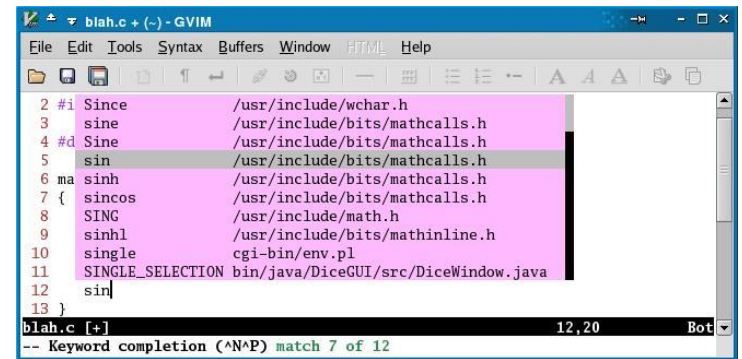 blah.c + (~) - GVIM
File Edit Tools Syntax Buffers Window HTML Help
2 #i Since /usr/include/wchar.h
3 sine /usr/include/bits/mathcalls.h
4 #d Sine /usr/include/bits/mathcalls.h
5 sin /usr/include/bits/mathcalls.h
6 ma sinh /usr/include/bits/mathcalls.h
7 { sincos /usr/include/bits/mathcalls.h
8 SING /usr/include/math.h
9 sinhl /usr/include/bits/mathinline.h
10 single cgi-bin/env.pl
11 SINGLE_SELECTION bin/java/DiceGUI/src/DiceWindow.java
12 sin
13 }
blah.c [+] 12,20 Bot
-- Keyword completion (^N^P) match 7 of 12